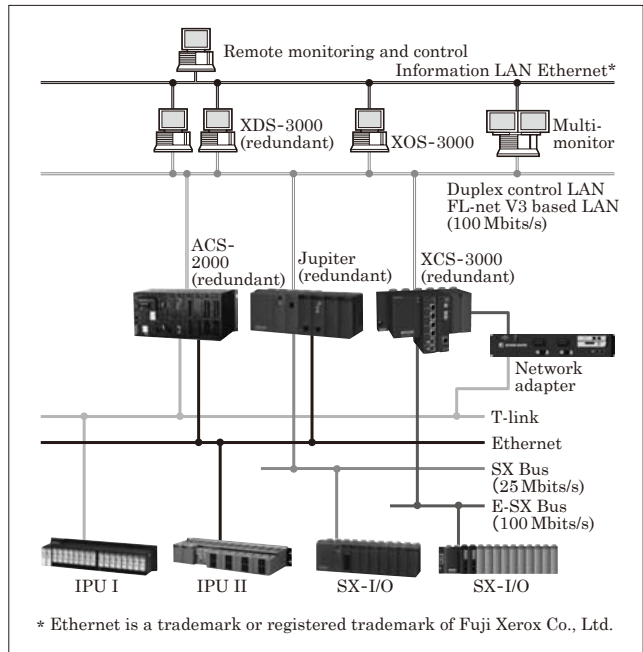 Remote monitoring and control
Information LAN Ethernet*
XDS-3000
(redundant)
XOS-3000
Multi-
monitor
Duplex control LAN
FL-net V3 based LAN
(100 Mbits/s)
ACS-
2000
(redundant)
Jupiter
(redundant)
XCS-3000
(redundant)
Network
adapter
T-link
Ethernet
SX Bus
(25 Mbits/s)
E-SX Bus
(100 Mbits/s)
IPU I
IPU II
SX-I/O
SX-I/O
* Ethernet is a trademark or registered trademark of Fuji Xerox Co., Ltd.